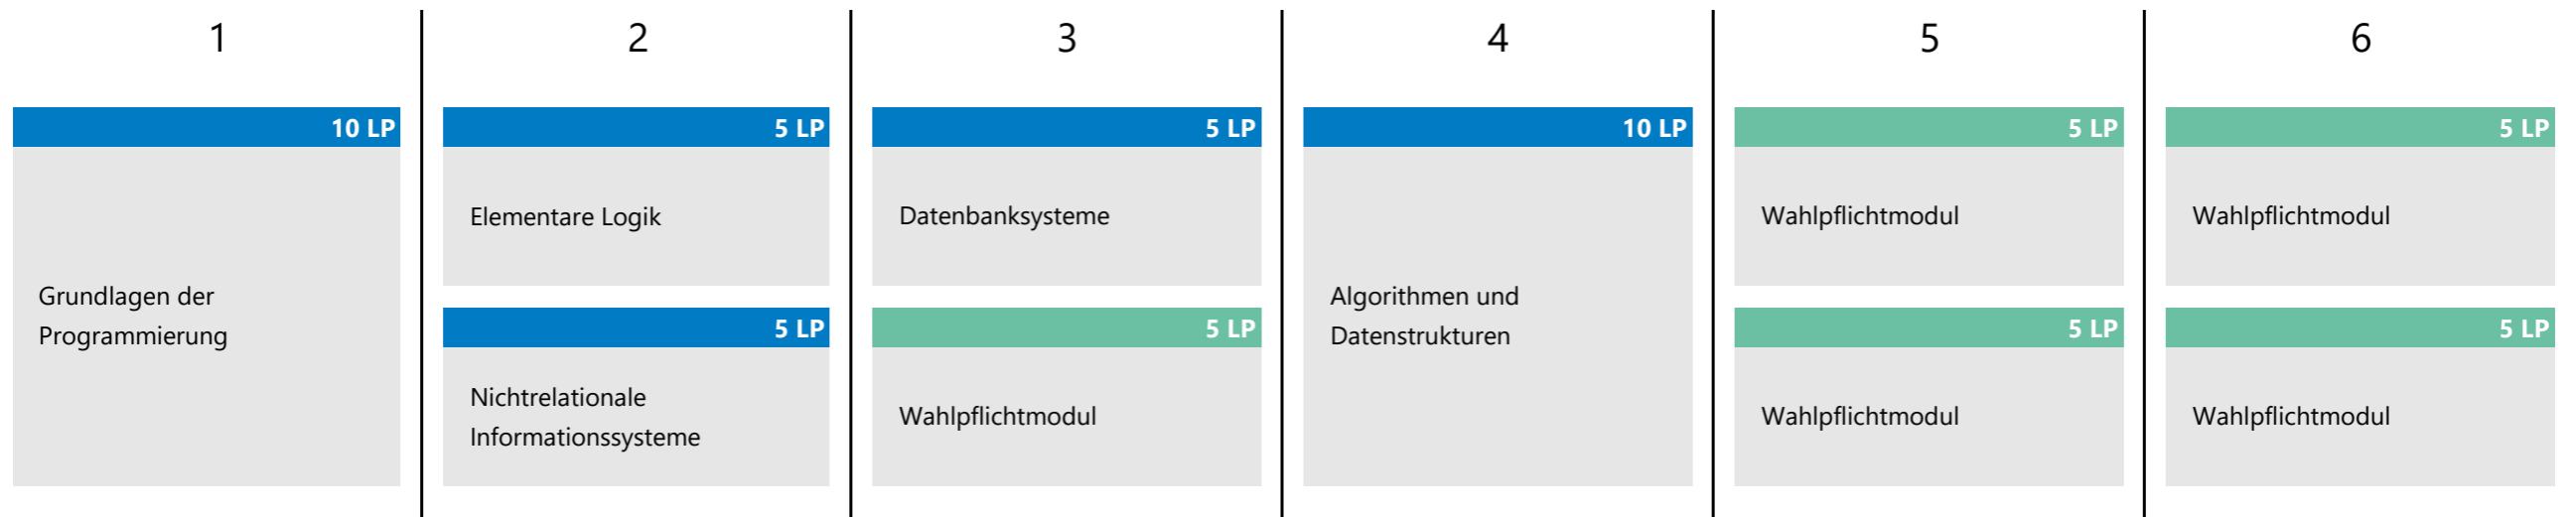 1
10 LP
Grundlagen der
Programmierung
2
5 LP
Elementare Logik
5 LP
Nichtrelationale
Informationssysteme
3
5 LP
Datenbanksysteme
5 LP
Wahlpflichtmodul
4
10 LP
Algorithmen und
Datenstrukturen
5
5 LP
Wahlpflichtmodul
5 LP
Wahlpflichtmodul
6
5 LP
Wahlpflichtmodul
5 LP
Wahlpflichtmodul